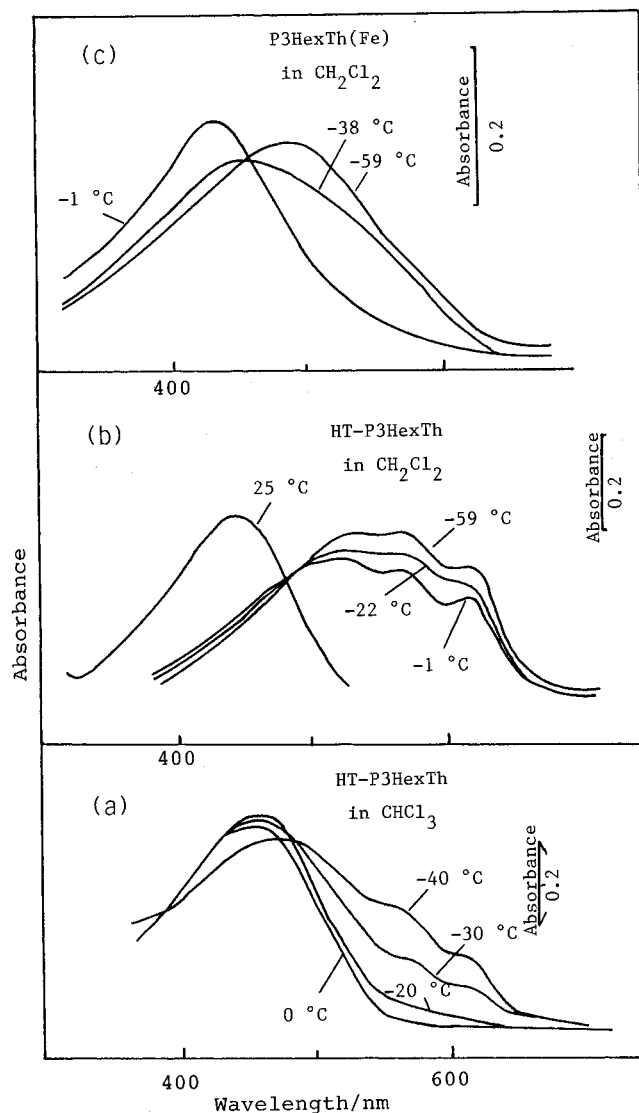 (c)
P3HexTh(Fe)
in CH₂Cl₂
Absorbance
0.2
-38 °C
-59 °C
-1 °C
400
(b)
HT-P3HexTh
in CH₂Cl₂
Absorbance
0.2
25 °C
-59 °C
-22 °C
-1 °C
Absorbance
400
(a)
HT-P3HexTh
in CHCl₃
Absorbance
0.2
-40 °C
-30 °C
-20 °C
0 °C
400
600
Wavelength/nm